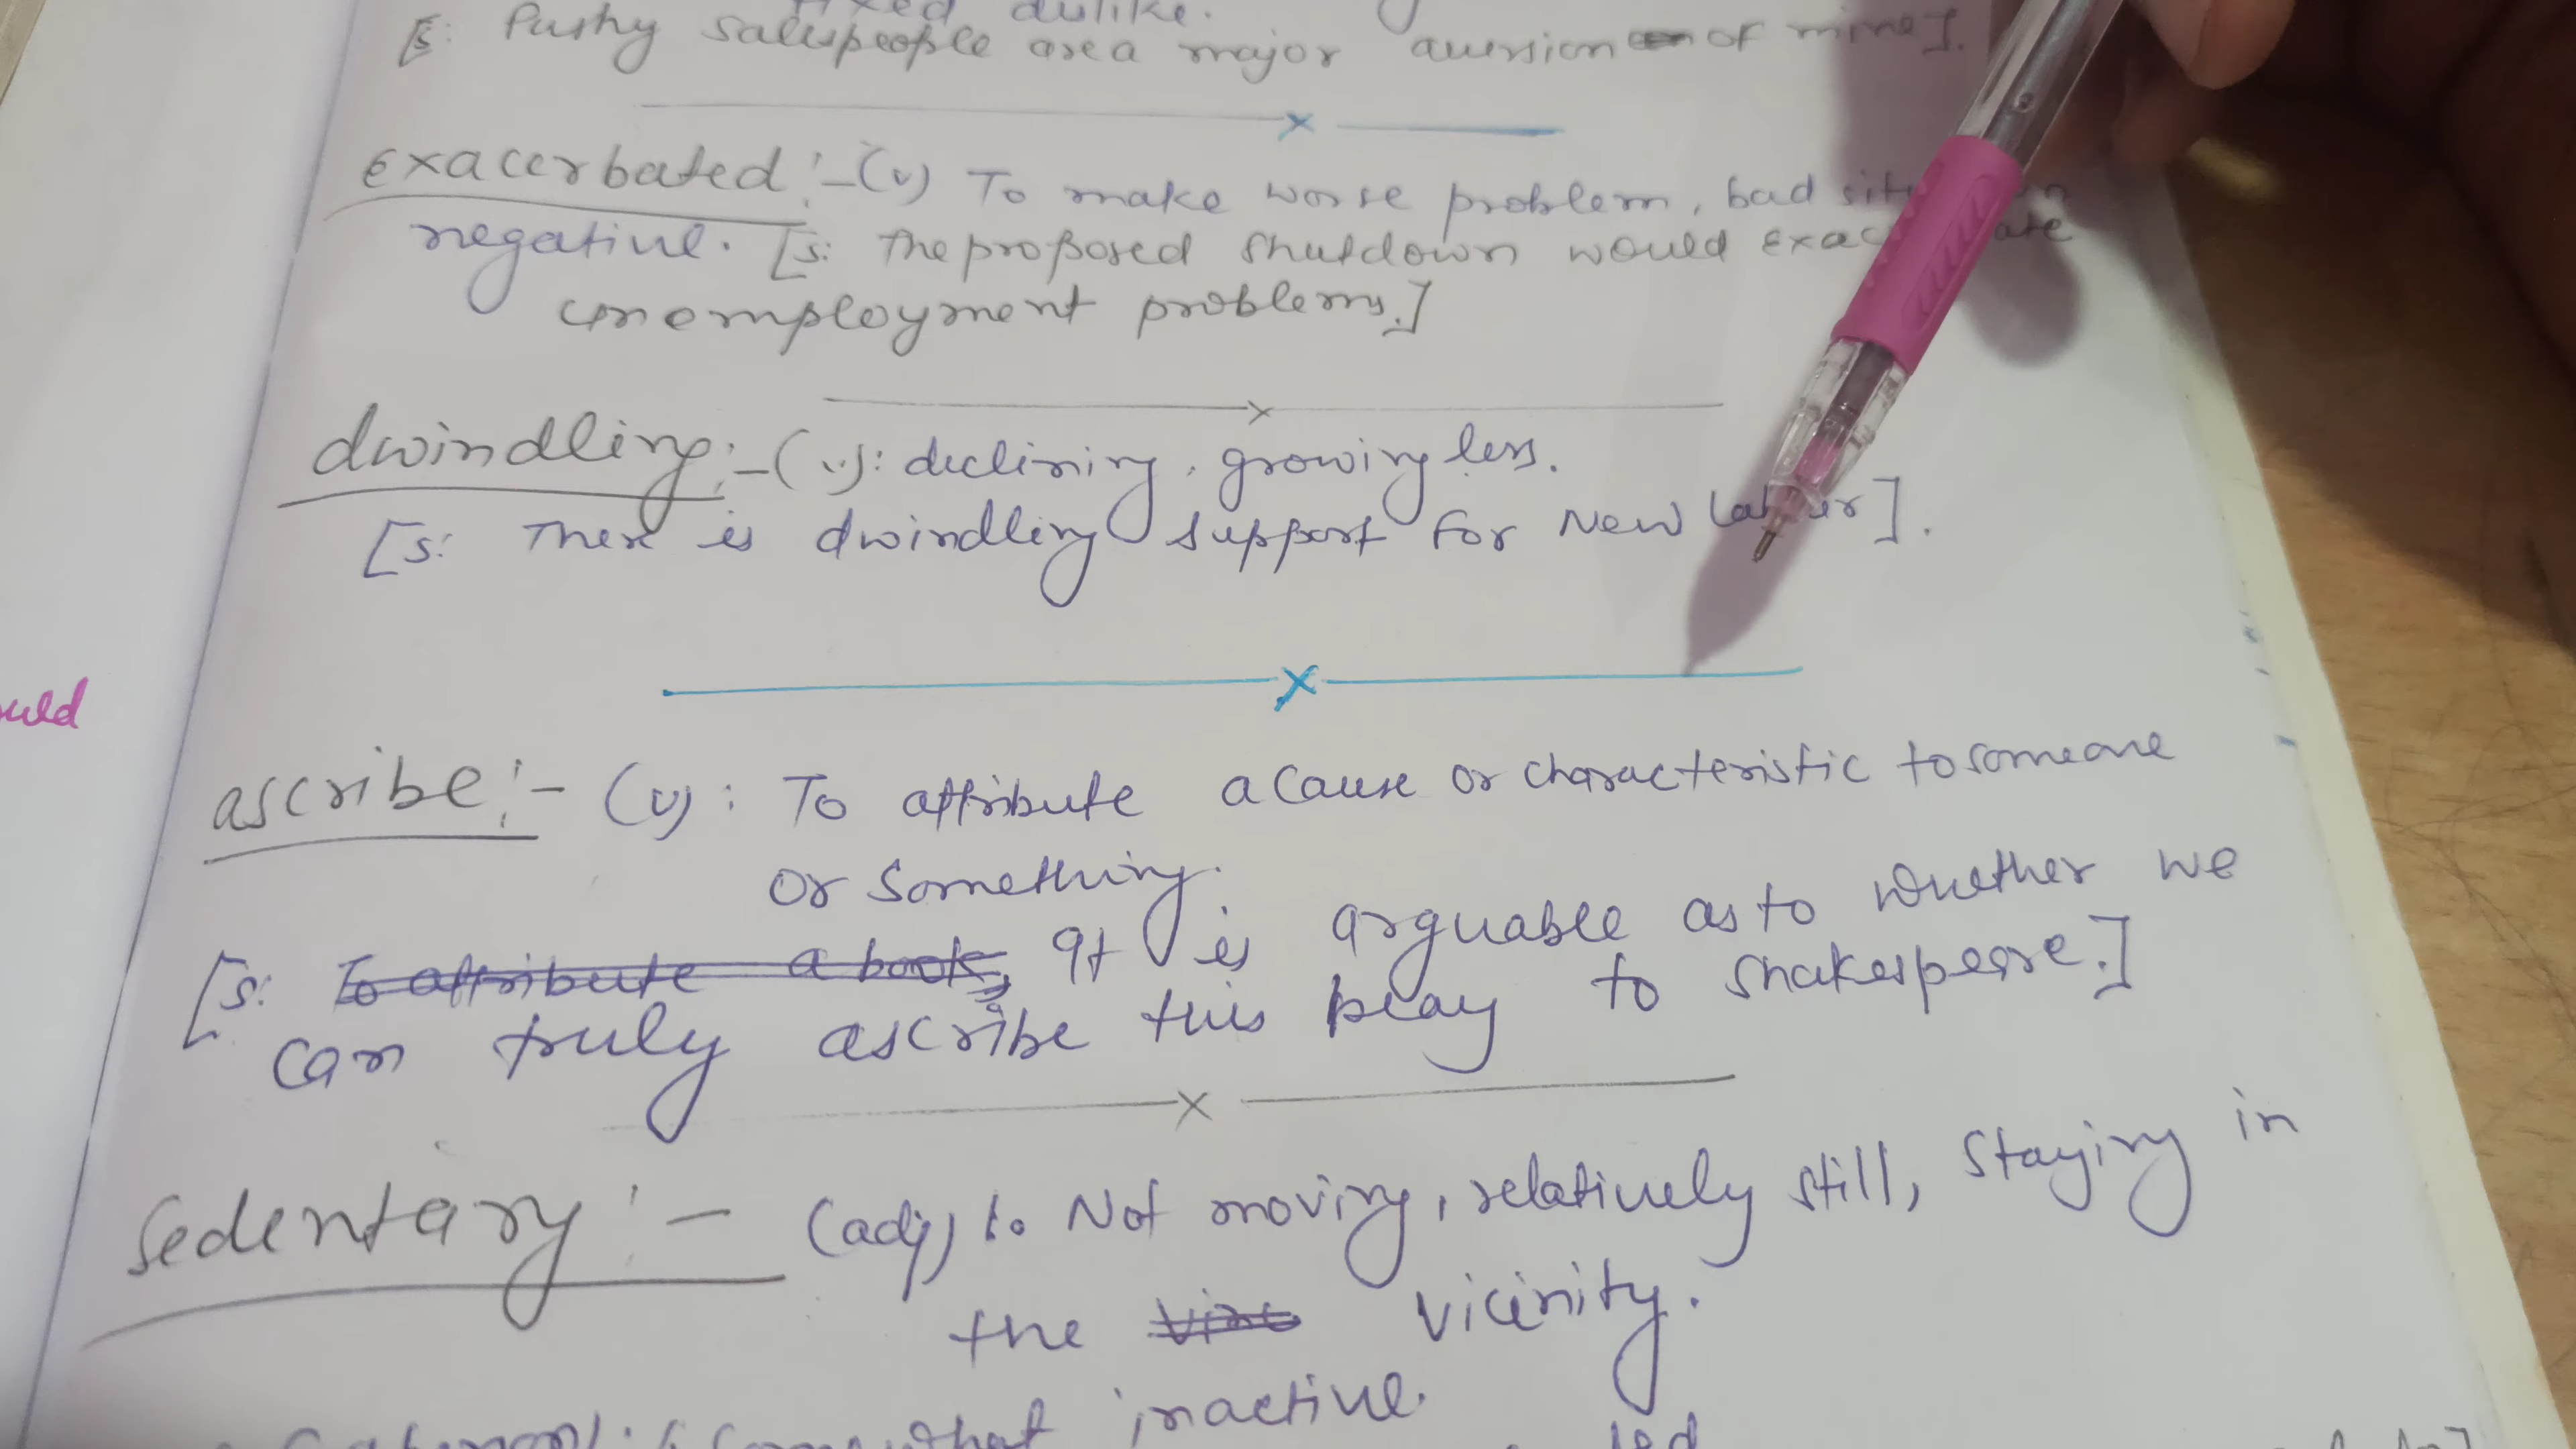 fixed dislike.
[s: Pushy salespeople are a major aversion of mine].
exacerbated :- (v) To make worse problem, bad
negative. [s: The proposed shutdown would
unemployment problems.]
dwindling :- (v): declining, growing less.
[s: There is dwindling support for New].
ascribe :- (v): To attribute a cause or characteristic to someone
or something.
[s: To attribute a book, It is arguable as to whether we
can truly ascribe this play to Shakespeare.]
sedentary :- (adj) :. Not moving, relatively still, staying in
the vicinity.
inactive.